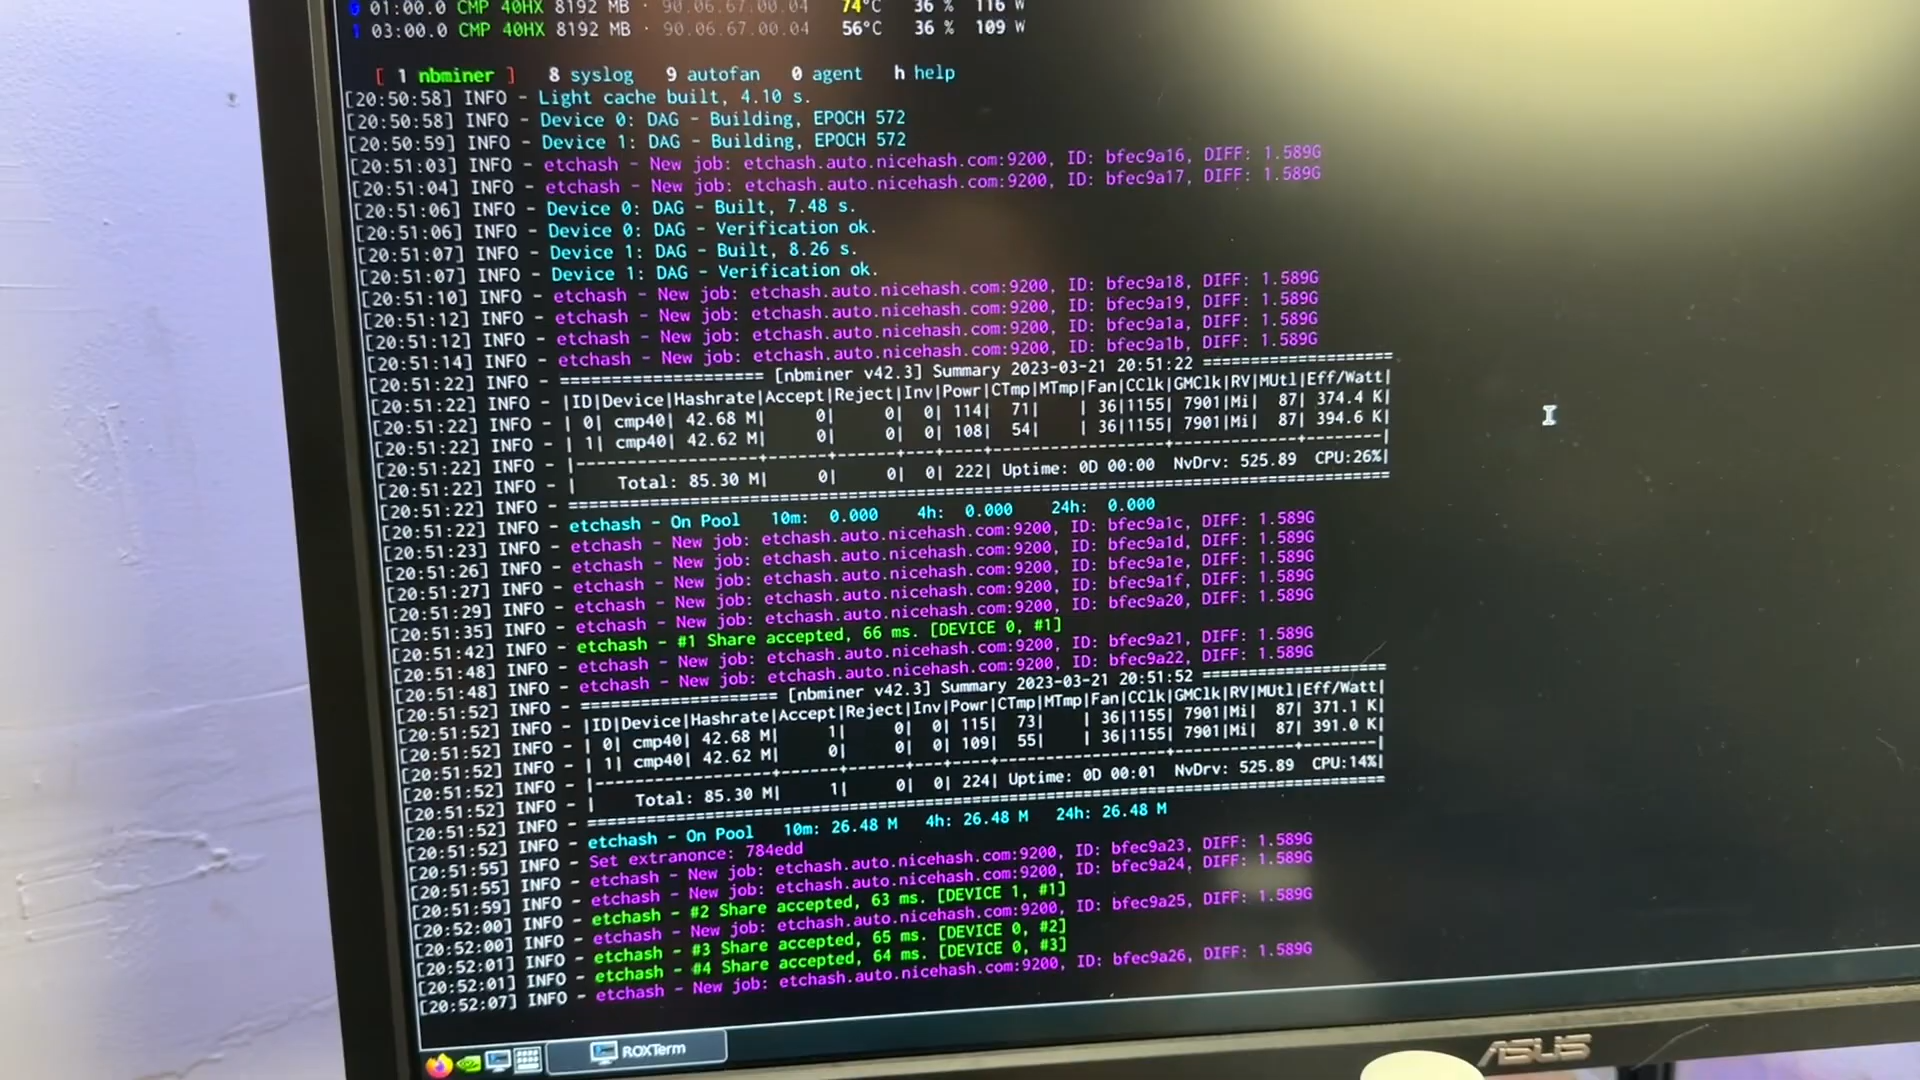 01:00.0 CMP 40HX 8192 MB · 90.06.67.00.04 74°C 36 % 116 W
1 03:00.0 CMP 40HX 8192 MB · 90.06.67.00.04 56°C 36 % 109 W
[ 1 nbminer ] 8 syslog 9 autofan 0 agent h help
[20:50:58] INFO - Light cache built, 4.10 s.
[20:50:58] INFO - Device 0: DAG - Building, EPOCH 572
[20:50:59] INFO - Device 1: DAG - Building, EPOCH 572
[20:51:03] INFO - etchash - New job: etchash.auto.nicehash.com:9200, ID: bfec9a16, DIFF: 1.589G
[20:51:04] INFO - etchash - New job: etchash.auto.nicehash.com:9200, ID: bfec9a17, DIFF: 1.589G
[20:51:06] INFO - Device 0: DAG - Built, 7.48 s.
[20:51:06] INFO - Device 0: DAG - Verification ok.
[20:51:07] INFO - Device 1: DAG - Built, 8.26 s.
[20:51:07] INFO - Device 1: DAG - Verification ok.
[20:51:10] INFO - etchash - New job: etchash.auto.nicehash.com:9200, ID: bfec9a18, DIFF: 1.589G
[20:51:12] INFO - etchash - New job: etchash.auto.nicehash.com:9200, ID: bfec9a19, DIFF: 1.589G
[20:51:12] INFO - etchash - New job: etchash.auto.nicehash.com:9200, ID: bfec9a1a, DIFF: 1.589G
[20:51:14] INFO - etchash - New job: etchash.auto.nicehash.com:9200, ID: bfec9a1b, DIFF: 1.589G
[20:51:22] INFO - ==================== [nbminer v42.3] Summary 2023-03-21 20:51:22 ====================
[20:51:22] INFO - |ID|Device|Hashrate|Accept|Reject|Inv|Powr|CTmp|MTmp|Fan|CClk|GMClk|RV|MUtl|Eff/Watt|
[20:51:22] INFO - | 0| cmp40| 42.68 M| 0| 0| 0| 114| 71| | 36|1155| 7901|Mi| 87| 374.4 K|
[20:51:22] INFO - | 1| cmp40| 42.62 M| 0| 0| 0| 108| 54| | 36|1155| 7901|Mi| 87| 394.6 K|
[20:51:22] INFO - |------------------+------+------+---+----+----------------------+---------------+--------|
[20:51:22] INFO - | Total: 85.30 M| 0| 0| 0| 222| Uptime: 0D 00:00 NvDrv: 525.89 CPU:26%|
[20:51:22] INFO - ======================================================================================
[20:51:22] INFO - etchash - On Pool 10m: 0.000 4h: 0.000 24h: 0.000
[20:51:23] INFO - etchash - New job: etchash.auto.nicehash.com:9200, ID: bfec9a1c, DIFF: 1.589G
[20:51:26] INFO - etchash - New job: etchash.auto.nicehash.com:9200, ID: bfec9a1d, DIFF: 1.589G
[20:51:27] INFO - etchash - New job: etchash.auto.nicehash.com:9200, ID: bfec9a1e, DIFF: 1.589G
[20:51:29] INFO - etchash - New job: etchash.auto.nicehash.com:9200, ID: bfec9a1f, DIFF: 1.589G
[20:51:35] INFO - etchash - New job: etchash.auto.nicehash.com:9200, ID: bfec9a20, DIFF: 1.589G
[20:51:42] INFO - etchash - #1 Share accepted, 66 ms. [DEVICE 0, #1]
[20:51:48] INFO - etchash - New job: etchash.auto.nicehash.com:9200, ID: bfec9a21, DIFF: 1.589G
[20:51:48] INFO - etchash - New job: etchash.auto.nicehash.com:9200, ID: bfec9a22, DIFF: 1.589G
[20:51:52] INFO - ==================== [nbminer v42.3] Summary 2023-03-21 20:51:52 ====================
[20:51:52] INFO - |ID|Device|Hashrate|Accept|Reject|Inv|Powr|CTmp|MTmp|Fan|CClk|GMClk|RV|MUtl|Eff/Watt|
[20:51:52] INFO - | 0| cmp40| 42.68 M| 1| 0| 0| 115| 73| | 36|1155| 7901|Mi| 87| 371.1 K|
[20:51:52] INFO - | 1| cmp40| 42.62 M| 0| 0| 0| 109| 55| | 36|1155| 7901|Mi| 87| 391.0 K|
[20:51:52] INFO - |------------------+------+------+---+----+----------------------+---------------+--------|
[20:51:52] INFO - | Total: 85.30 M| 1| 0| 0| 224| Uptime: 0D 00:01 NvDrv: 525.89 CPU:14%|
[20:51:52] INFO - ======================================================================================
[20:51:52] INFO - etchash - On Pool 10m: 26.48 M 4h: 26.48 M 24h: 26.48 M
[20:51:55] INFO - Set extranonce: 784edd
[20:51:55] INFO - etchash - New job: etchash.auto.nicehash.com:9200, ID: bfec9a23, DIFF: 1.589G
[20:51:59] INFO - etchash - New job: etchash.auto.nicehash.com:9200, ID: bfec9a24, DIFF: 1.589G
[20:52:00] INFO - etchash - #2 Share accepted, 63 ms. [DEVICE 1, #1]
[20:52:00] INFO - etchash - New job: etchash.auto.nicehash.com:9200, ID: bfec9a25, DIFF: 1.589G
[20:52:01] INFO - etchash - #3 Share accepted, 65 ms. [DEVICE 0, #2]
[20:52:01] INFO - etchash - #4 Share accepted, 64 ms. [DEVICE 0, #3]
[20:52:07] INFO - etchash - New job: etchash.auto.nicehash.com:9200, ID: bfec9a26, DIFF: 1.589G
ROXTerm
ASUS